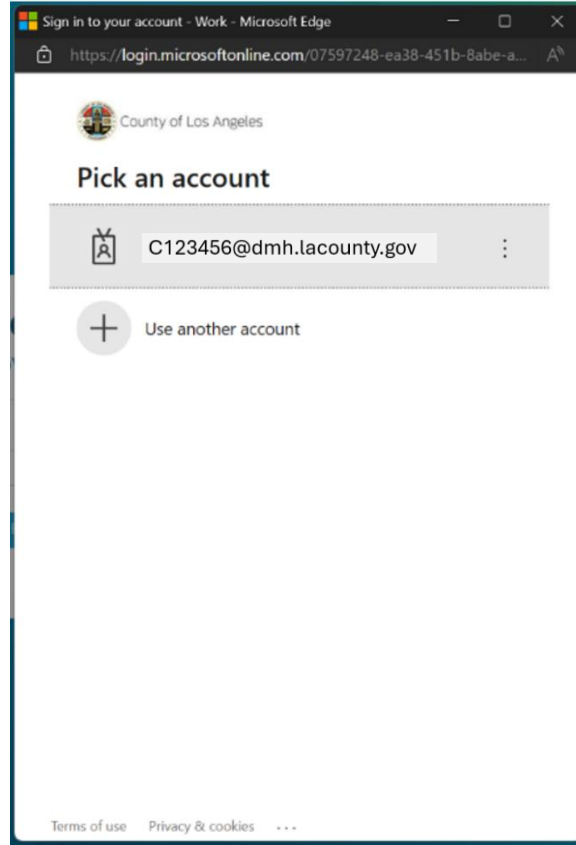 Sign in to your account - Work - Microsoft Edge
https://login.microsoftonline.com/07597248-ea38-451b-8abe-a...
County of Los Angeles
Pick an account
C123456@dmh.lacounty.gov
Use another account
Terms of use Privacy & cookies ...